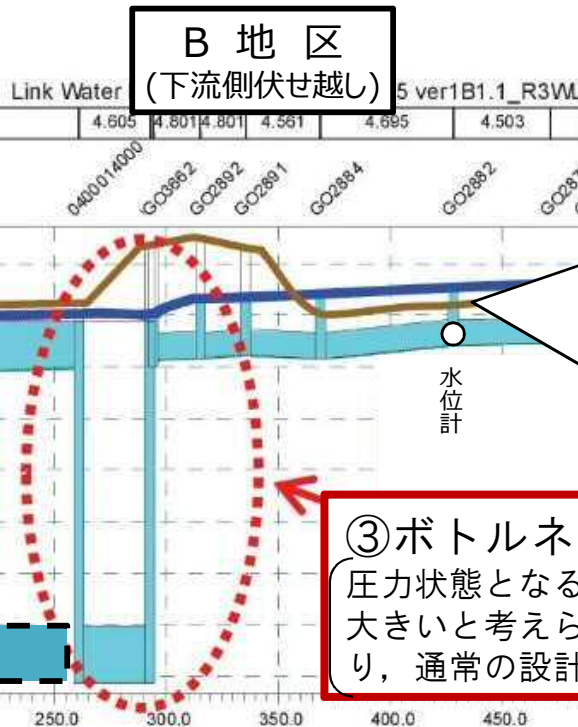 B 地 区
(下流側伏せ越し)
Link Water
5 ver1B1.1_R3WL
4.605 4.801 4.801 4.561 4.695 4.503
0400014000 GO3662 GO2892 GO2891 GO2884 GO2882
水位計
③ボトルネ
圧力状態となる
大きいと考えら
り，通常の設計
250.0 300.0 350.0 400.0 450.0